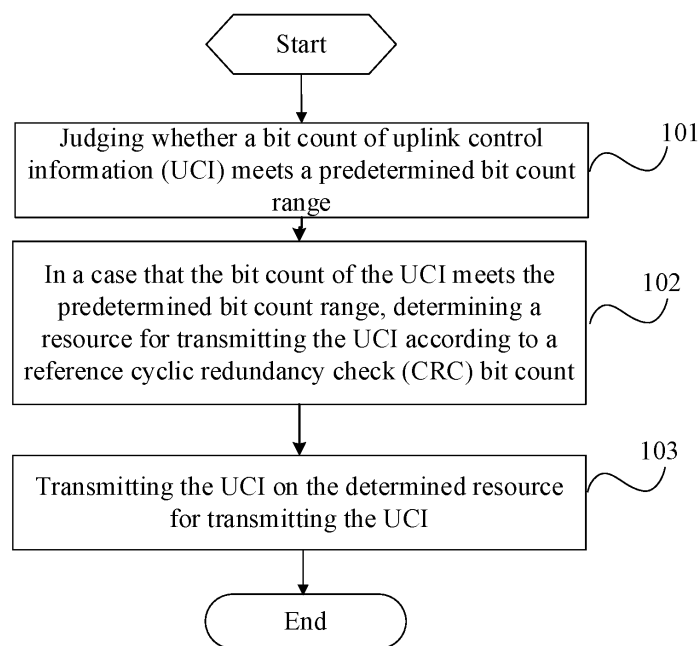 Start
Judging whether a bit count of uplink control
information (UCI) meets a predetermined bit count
range
101
In a case that the bit count of the UCI meets the
predetermined bit count range, determining a
resource for transmitting the UCI according to a
reference cyclic redundancy check (CRC) bit count
102
Transmitting the UCI on the determined resource
for transmitting the UCI
103
End